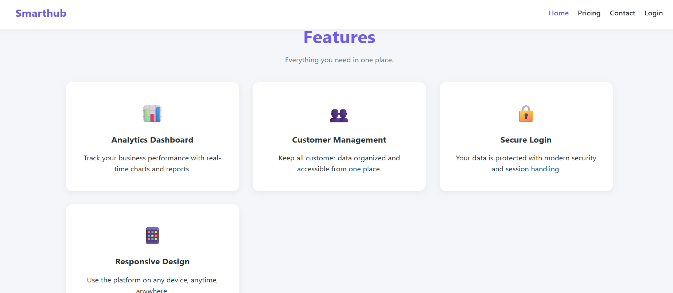 Smarthub
Home Pricing Contact Login
Features
Everything you need in one place.
Analytics Dashboard
Track your business performance with real-
time charts and reports.
Customer Management
Keep all customer data organized and
accessible from one place.
Secure Login
Your data is protected with modern security
and session handling.
Responsive Design
Use the platform on any device, anytime,
anywhere.